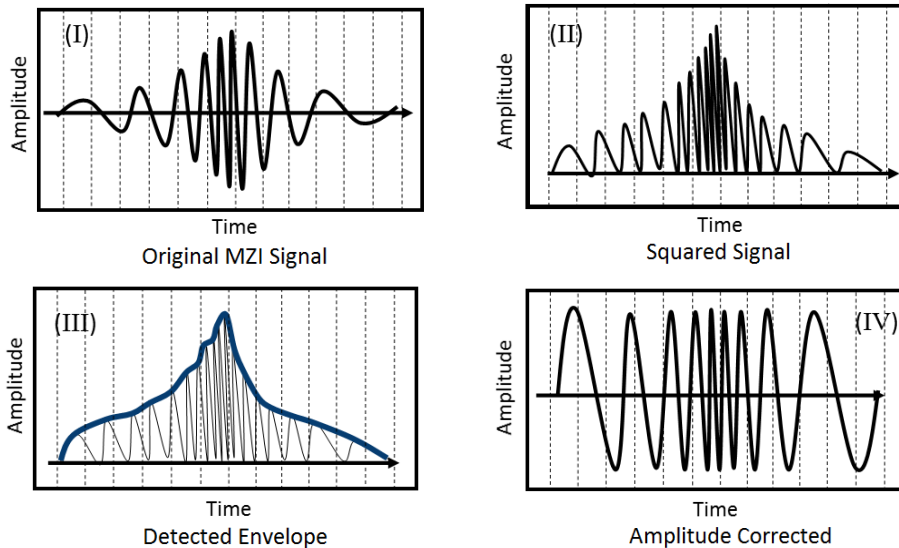 (I)
Amplitude
Time
Original MZI Signal
(II)
Amplitude
Time
Squared Signal
(III)
Amplitude
Time
Detected Envelope
(IV)
Amplitude
Time
Amplitude Corrected